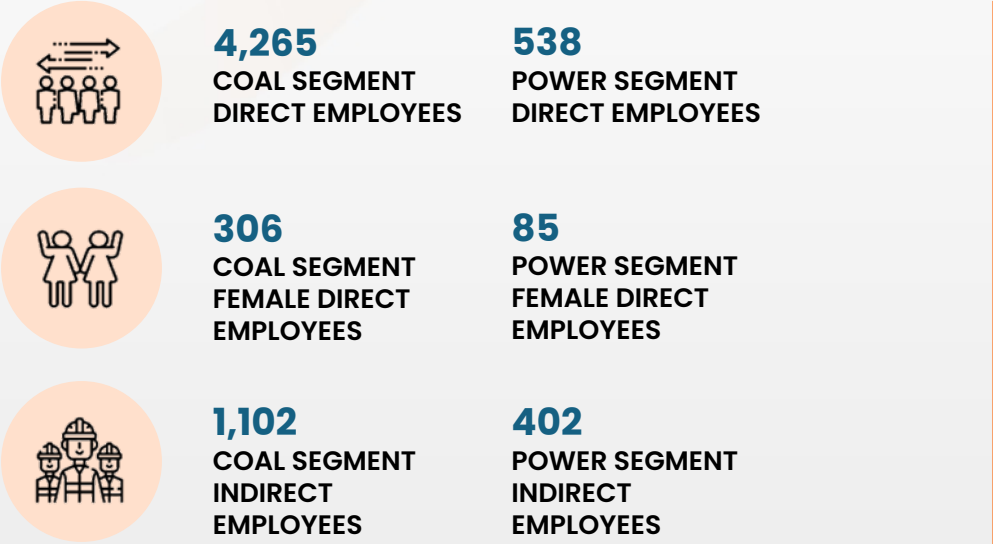 4,265
COAL SEGMENT
DIRECT EMPLOYEES
538
POWER SEGMENT
DIRECT EMPLOYEES
306
COAL SEGMENT
FEMALE DIRECT
EMPLOYEES
85
POWER SEGMENT
FEMALE DIRECT
EMPLOYEES
1,102
COAL SEGMENT
INDIRECT
EMPLOYEES
402
POWER SEGMENT
INDIRECT
EMPLOYEES